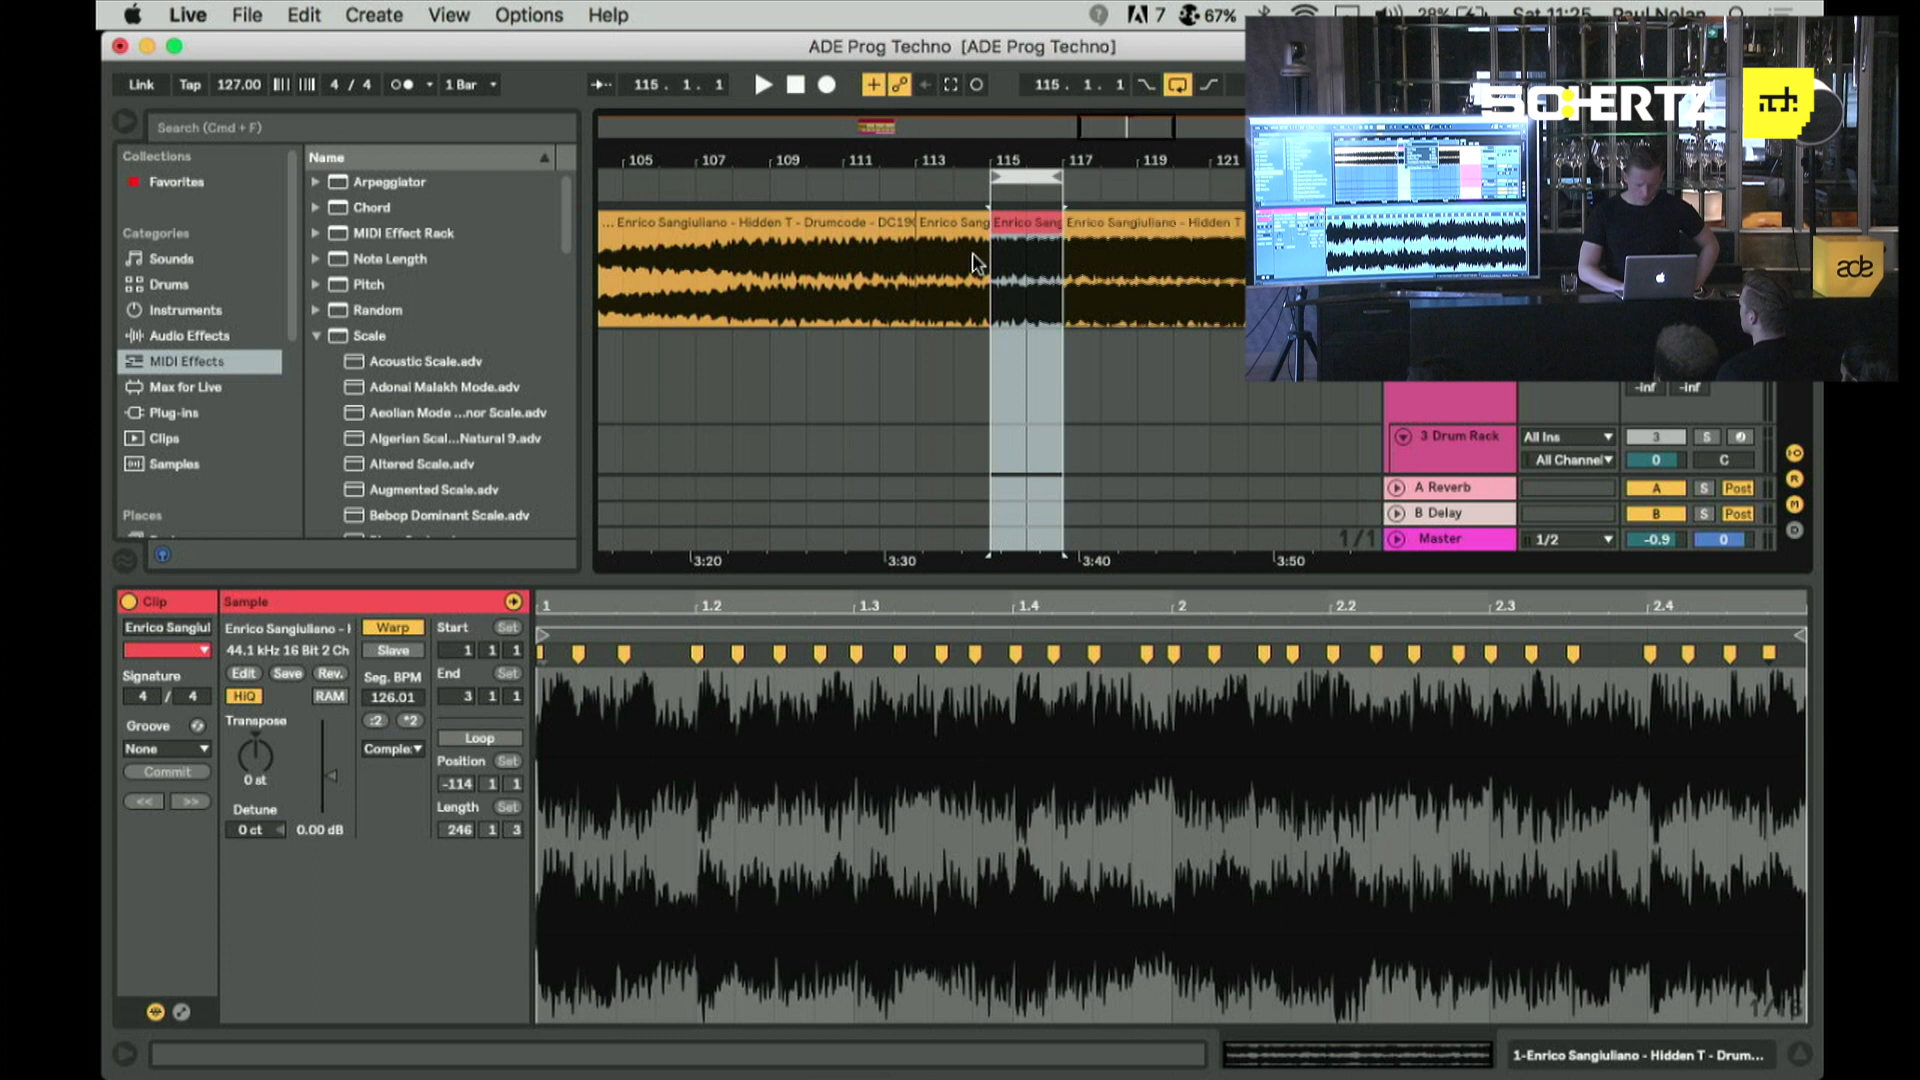 Live File Edit Create View Options Help
7 67% 28% Sat 11:25 Paul Nolan
ADE Prog Techno [ADE Prog Techno]
Link Tap 127.00 4 / 4 1 Bar 115. 1. 1 115. 1. 1
Search (Cmd + F)
Collections
Favorites
Categories
Sounds
Drums
Instruments
Audio Effects
MIDI Effects
Max for Live
Plug-ins
Clips
Samples
Places
Name
Arpeggiator
Chord
MIDI Effect Rack
Note Length
Pitch
Random
Scale
Acoustic Scale.adv
Adonai Malakh Mode.adv
Aeolian Mode ...nor Scale.adv
Algerian Scal...Natural 9.adv
Altered Scale.adv
Augmented Scale.adv
Bebop Dominant Scale.adv
105 107 109 111 113 115 117 119 121
... Enrico Sangiuliano - Hidden T - Drumcode - DC190 Enrico Sang Enrico Sang Enrico Sangiuliano - Hidden T
1/1
3:20 3:30 3:40 3:50
-inf -inf
3 Drum Rack All Ins 3 S
All Channel 0 C
A Reverb A S Post
B Delay B S Post
Master 1/2 -0.9 0
50HERTZ
ade
Clip
Enrico Sangiul
Signature
4 / 4
Groove
None
Commit
<< >>
Sample
Enrico Sangiuliano - I
44.1 kHz 16 Bit 2 Ch
Edit Save Rev.
HiQ RAM
Transpose
0 st
Detune
0 ct 0.00 dB
Warp
Slave
Seg. BPM
126.01
:2 *2
Comple:
Start Set
1 1 1
End Set
3 1 1
Loop
Position Set
-114 1 1
Length Set
246 1 3
1 1.2 1.3 1.4 2 2.2 2.3 2.4
1/16
1-Enrico Sangiuliano - Hidden T - Drum...